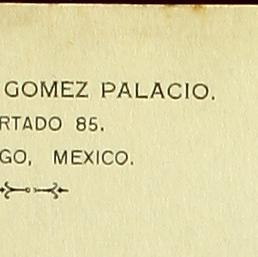 GOMEZ PALACIO.
RTADO 85.
GO, MEXICO.